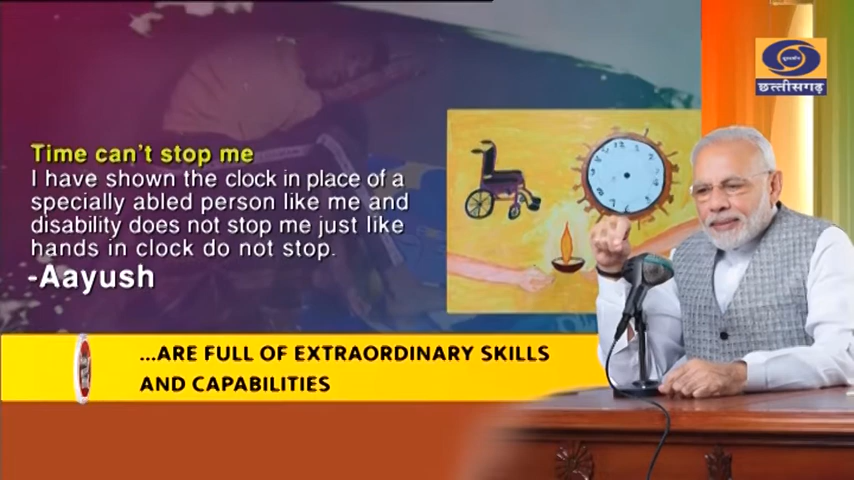 दूरदर्शन
छत्तीसगढ़
Time can't stop me
I have shown the clock in place of a
specially abled person like me and
disability does not stop me just like
hands in clock do not stop.
-Aayush
...ARE FULL OF EXTRAORDINARY SKILLS
AND CAPABILITIES